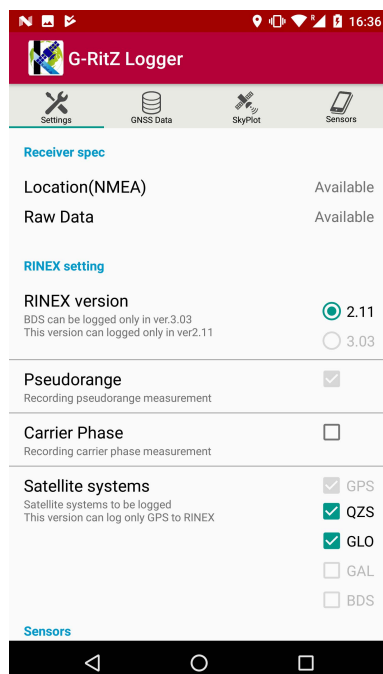 16:36
G-RitZ Logger
Settings
GNSS Data
SkyPlot
Sensors
Receiver spec
Location(NMEA) Available
Raw Data Available
RINEX setting
RINEX version
BDS can be logged only in ver.3.03
This version can logged only in ver2.11
2.11
3.03
Pseudorange
Recording pseudorange measurement
Carrier Phase
Recording carrier phase measurement
Satellite systems
Satellite systems to be logged
This version can log only GPS to RINEX
GPS
QZS
GLO
GAL
BDS
Sensors